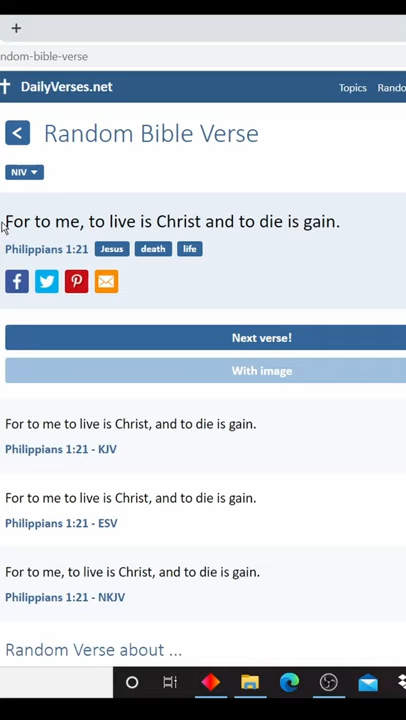 ndom-bible-verse
DailyVerses.net
Topics
Rando
Random Bible Verse
NIV
For to me, to live is Christ and to die is gain.
Philippians 1:21 Jesus death life
Next verse!
With image
For to me to live is Christ, and to die is gain.
Philippians 1:21 - KJV
For to me to live is Christ, and to die is gain.
Philippians 1:21 - ESV
For to me, to live is Christ, and to die is gain.
Philippians 1:21 - NKJV
Random Verse about ...